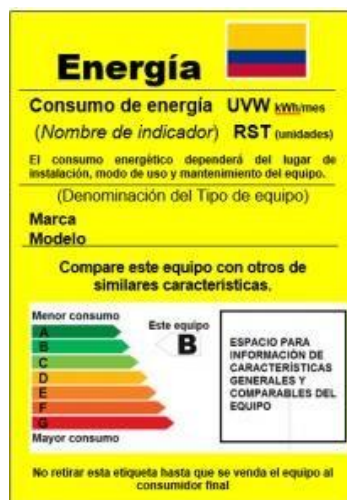 Energía
Consumo de energía UVW kWh/mes
(Nombre de indicador) RST (unidades)
El consumo energético dependerá del lugar de
instalación, modo de uso y mantenimiento del equipo.
(Denominación del Tipo de equipo)
Marca
Modelo
Compare este equipo con otros de
similares características.
Menor consumo
A
B
C
D
E
F
G
Mayor consumo
Este equipo
B
ESPACIO PARA
INFORMACIÓN DE
CARACTERÍSTICAS
GENERALES Y
COMPARABLES DEL
EQUIPO
No retirar esta etiqueta hasta que se venda el equipo al
consumidor final